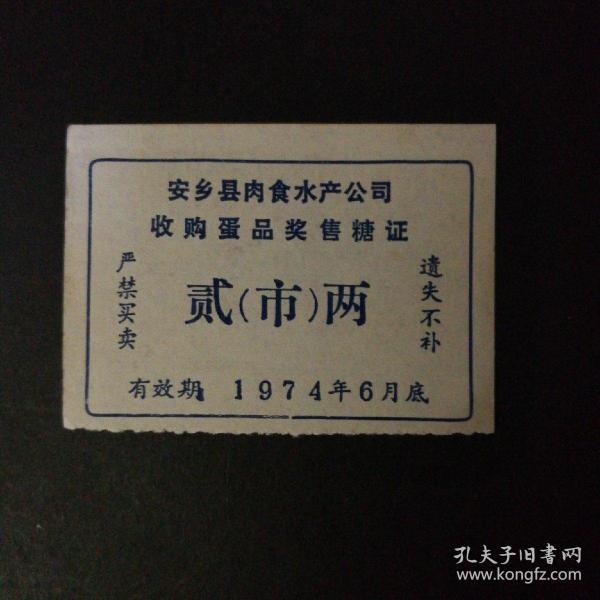 安乡县肉食水产公司
收购蛋品奖售糖证
严禁买卖
贰(市)两
遗失不补
有效期 1974年6月底
孔夫子旧书网
www.kongfz.com